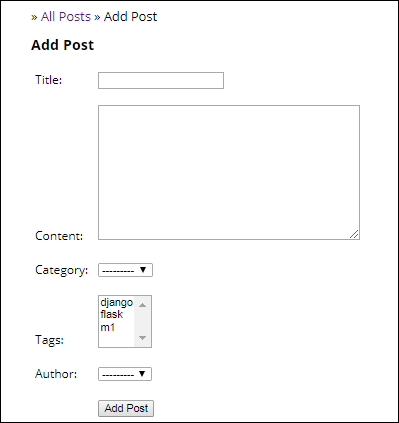 » All Posts » Add Post
Add Post
Title:
Content:
Category: ---------
django
flask
m1
Tags:
Author: ---------
Add Post